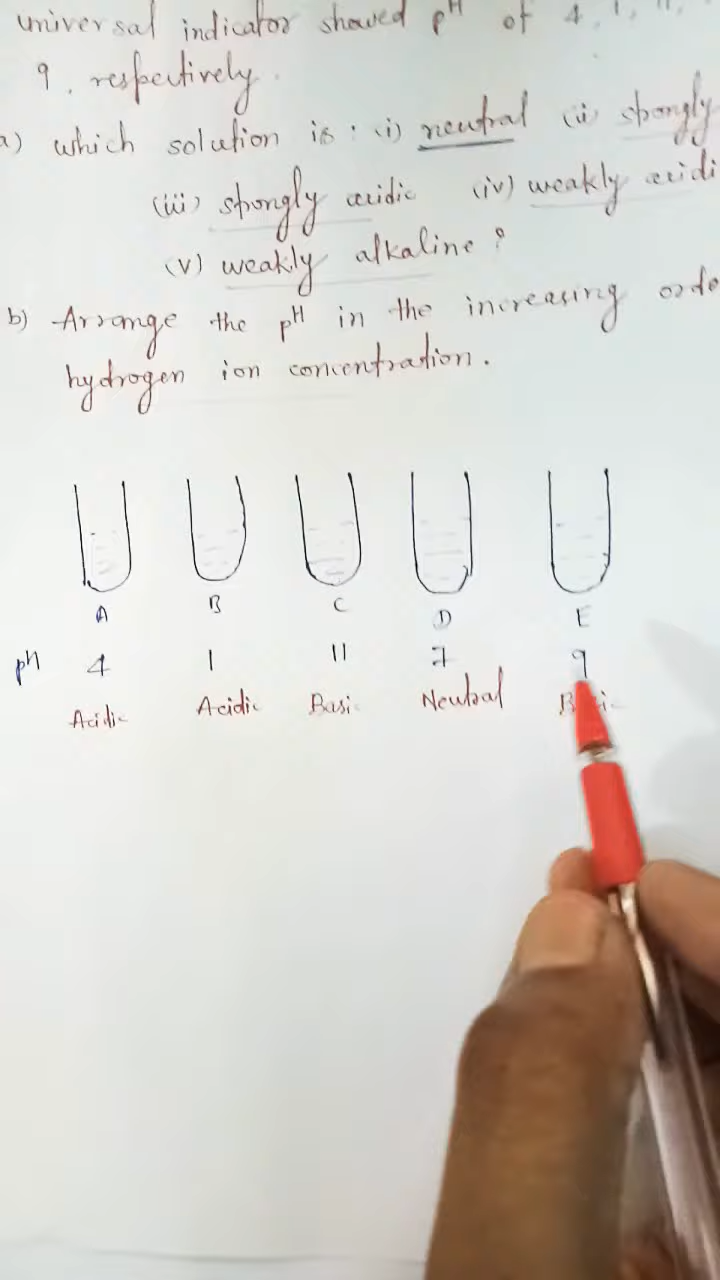 universal indicator showed pH of 4, 1, 11,
9, respectively.
a) which solution is : (i) neutral (ii) strongly
(iii) strongly acidic (iv) weakly acidi
(v) weakly alkaline ?
b) Arrange the pH in the increasing orde
hydrogen ion concentration.
A B C D E
pH 4 1 11 7 9
Acidic Acidic Basic Neutral Basic